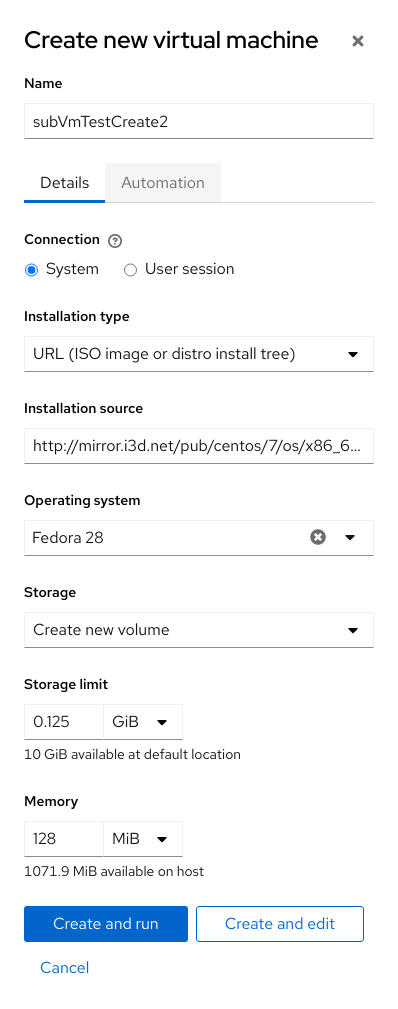 Create new virtual machine
Name
subVmTestCreate2
Details Automation
Connection
System User session
Installation type
URL (ISO image or distro install tree)
Installation source
http://mirror.i3d.net/pub/centos/7/os/x86_6...
Operating system
Fedora 28
Storage
Create new volume
Storage limit
0.125 GiB
10 GiB available at default location
Memory
128 MiB
1071.9 MiB available on host
Create and run Create and edit
Cancel